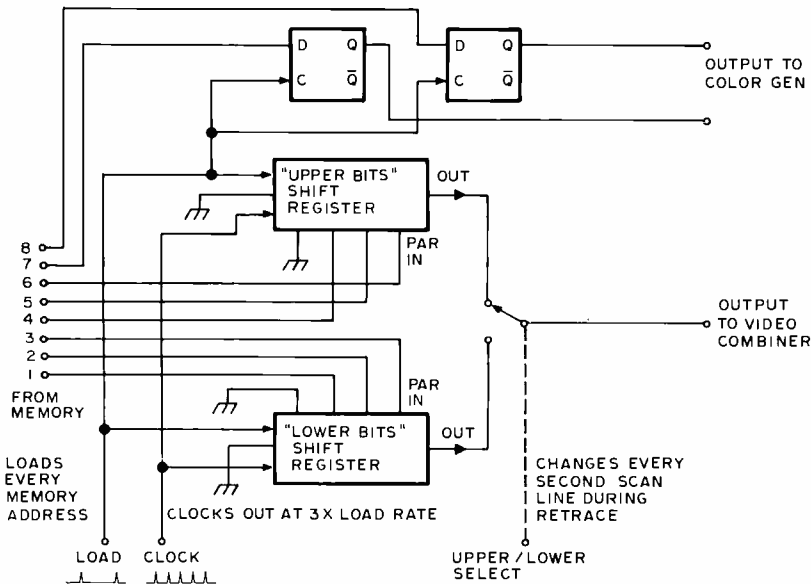 D Q
C Q̅
D Q
C Q̅
OUTPUT TO
COLOR GEN
"UPPER BITS"
SHIFT
REGISTER
OUT
PAR
IN
8
7
6
5
4
3
2
1
FROM
MEMORY
OUTPUT
TO VIDEO
COMBINER
PAR
IN
"LOWER BITS"
SHIFT
REGISTER
OUT
LOADS
EVERY
MEMORY
ADDRESS
CLOCKS OUT AT 3X LOAD RATE
CHANGES EVERY
SECOND SCAN
LINE DURING
RETRACE
LOAD
CLOCK
UPPER / LOWER
SELECT